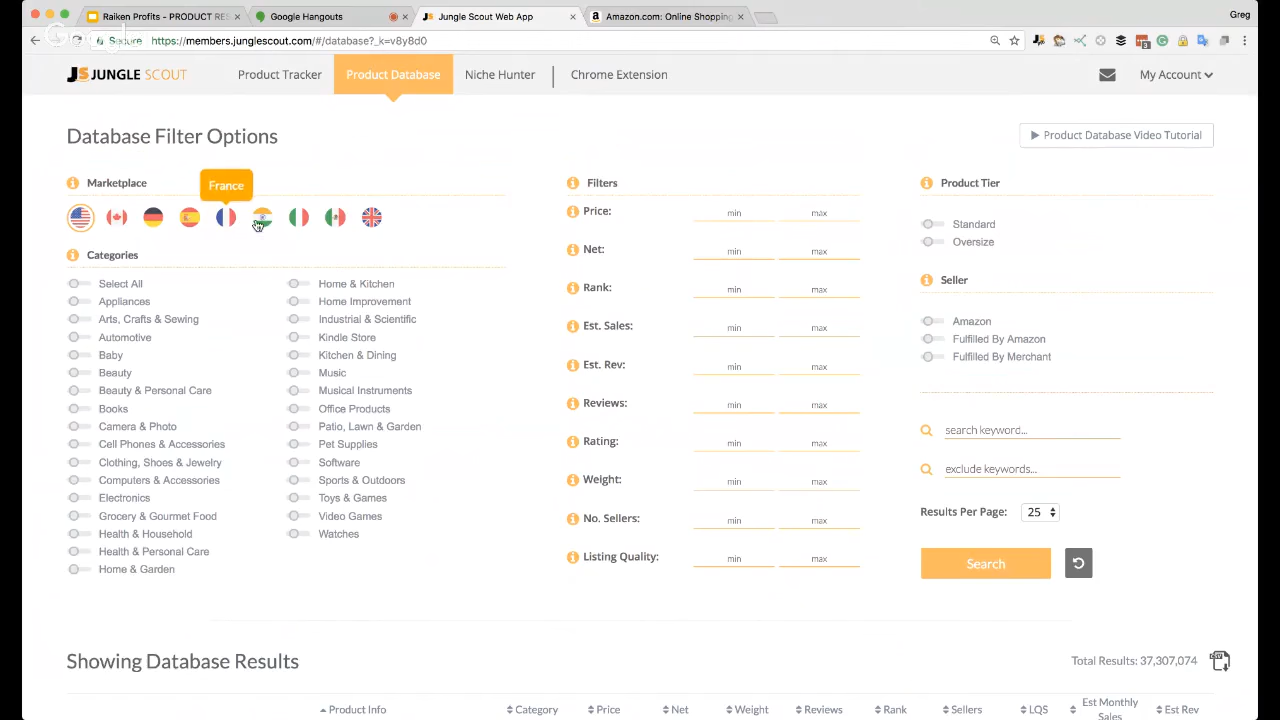 Raiken Profits - PRODUCT RES
Google Hangouts
Jungle Scout Web App
Amazon.com: Online Shopping
Greg
Secure
https://members.junglescout.com/#/database?_k=v8y8d0
JS JUNGLE SCOUT
Product Tracker
Product Database
Niche Hunter
Chrome Extension
My Account
Database Filter Options
Product Database Video Tutorial
Marketplace
France
Categories
Select All
Appliances
Arts, Crafts & Sewing
Automotive
Baby
Beauty
Beauty & Personal Care
Books
Camera & Photo
Cell Phones & Accessories
Clothing, Shoes & Jewelry
Computers & Accessories
Electronics
Grocery & Gourmet Food
Health & Household
Health & Personal Care
Home & Garden
Home & Kitchen
Home Improvement
Industrial & Scientific
Kindle Store
Kitchen & Dining
Music
Musical Instruments
Office Products
Patio, Lawn & Garden
Pet Supplies
Software
Sports & Outdoors
Toys & Games
Video Games
Watches
Filters
Price: min max
Net: min max
Rank: min max
Est. Sales: min max
Est. Rev: min max
Reviews: min max
Rating: min max
Weight: min max
No. Sellers: min max
Listing Quality: min max
Product Tier
Standard
Oversize
Seller
Amazon
Fulfilled By Amazon
Fulfilled By Merchant
search keyword...
exclude keywords...
Results Per Page: 25
Search
Showing Database Results
Total Results: 37,307,074
CSV
Product Info
Category
Price
Net
Weight
Reviews
Rank
Sellers
LQS
Est Monthly
Sales
Est Rev